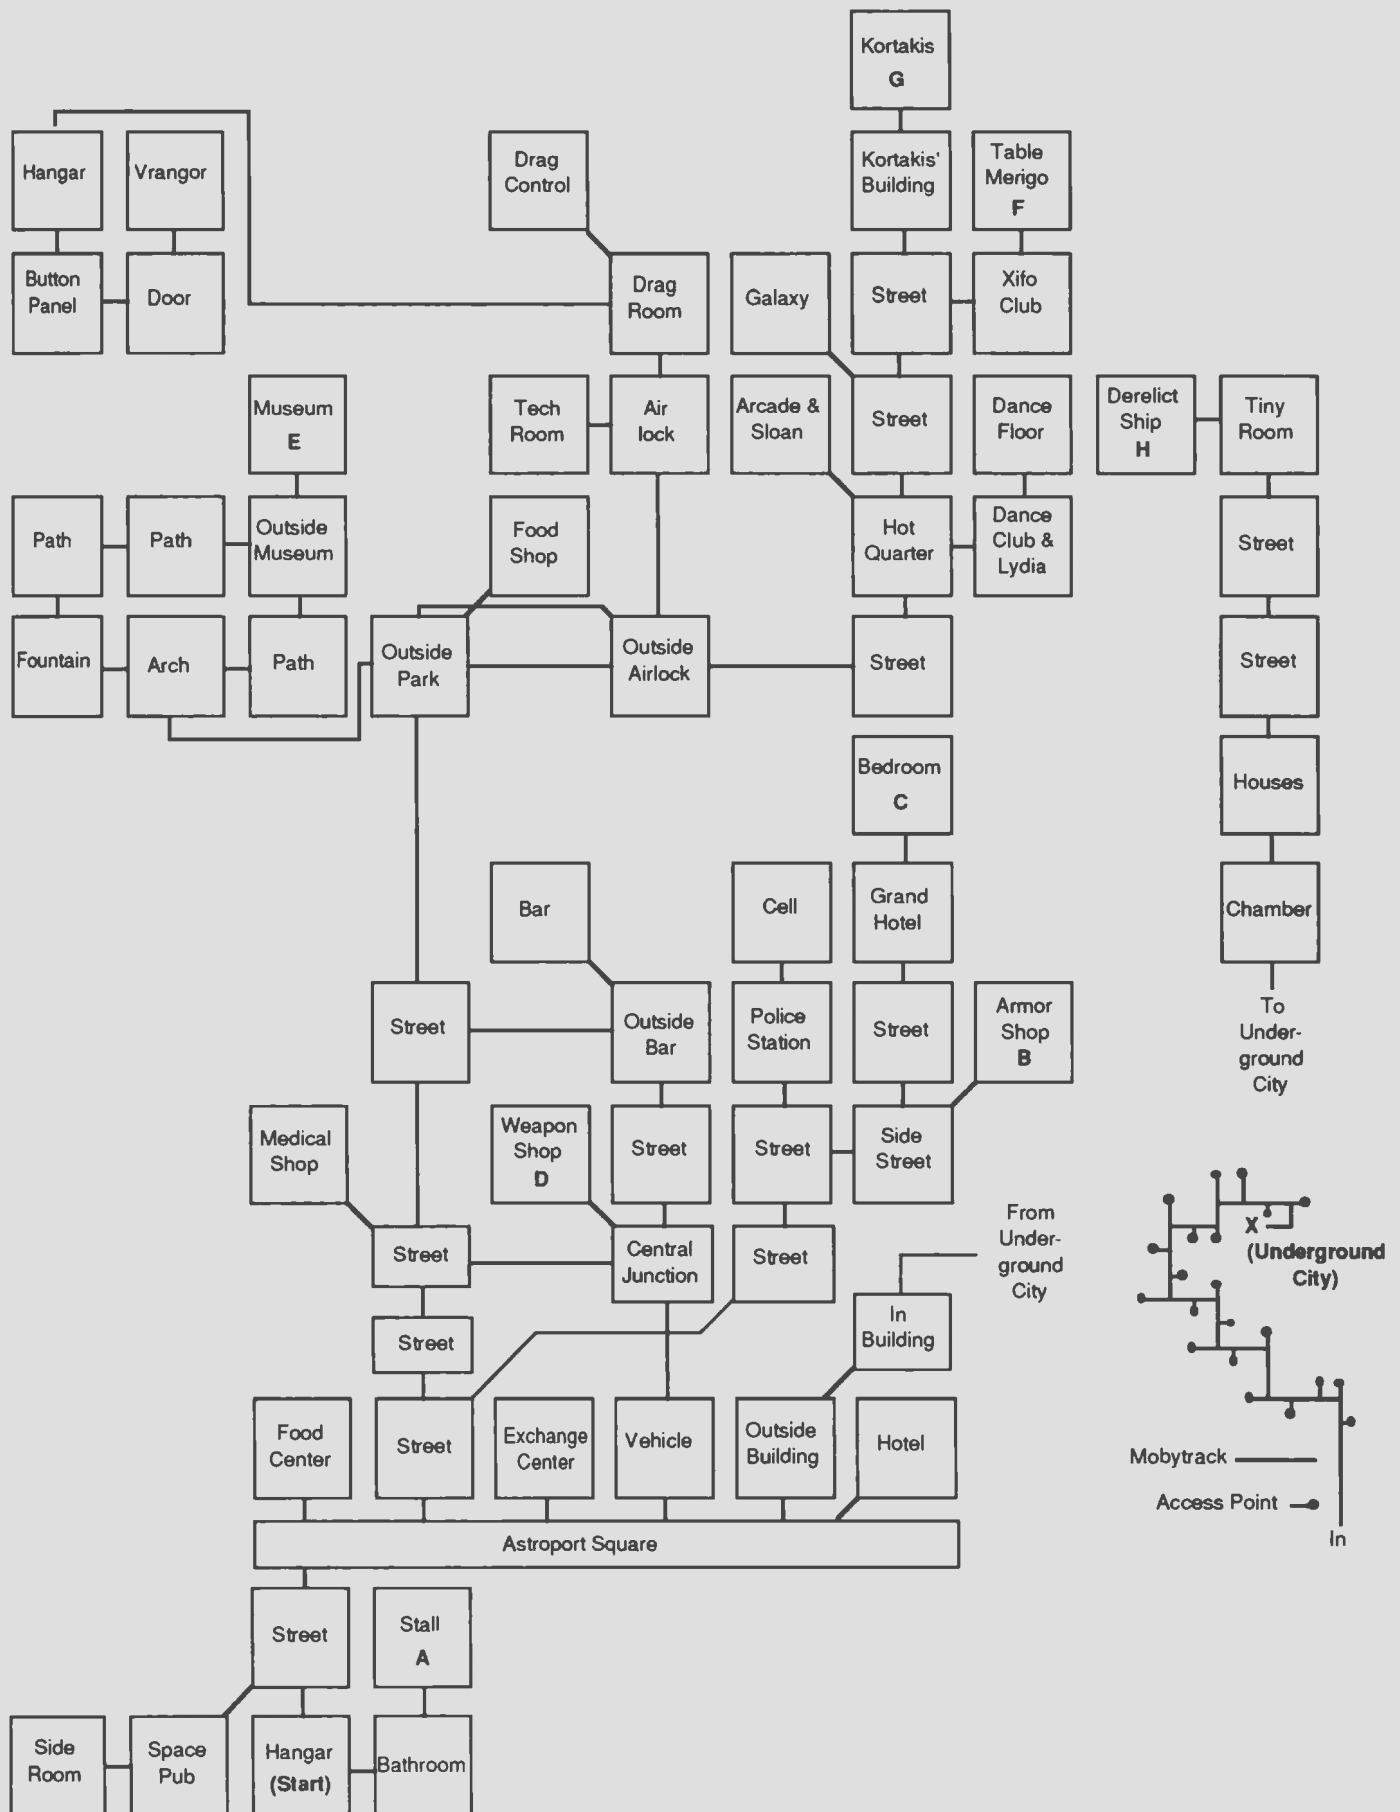 Kortakis
G
Hangar
Vrangor
Drag
Control
Kortakis'
Building
Table
Merigo
F
Button
Panel
Door
Drag
Room
Galaxy
Street
Xifo
Club
Museum
E
Tech
Room
Air
lock
Arcade &
Sloan
Street
Dance
Floor
Derelict
Ship
H
Tiny
Room
Path
Path
Outside
Museum
Food
Shop
Hot
Quarter
Dance
Club &
Lydia
Street
Fountain
Arch
Path
Outside
Park
Outside
Airlock
Street
Street
Bedroom
C
Houses
Bar
Cell
Grand
Hotel
Chamber
Street
Outside
Bar
Police
Station
Street
Armor
Shop
B
To
Under-
ground
City
Medical
Shop
Weapon
Shop
D
Street
Street
Side
Street
Street
Central
Junction
Street
From
Under-
ground
City
X
(Underground
City)
Street
In
Building
Food
Center
Street
Exchange
Center
Vehicle
Outside
Building
Hotel
Mobytrack
Access Point
In
Astroport Square
Street
Stall
A
Side
Room
Space
Pub
Hangar
(Start)
Bathroom